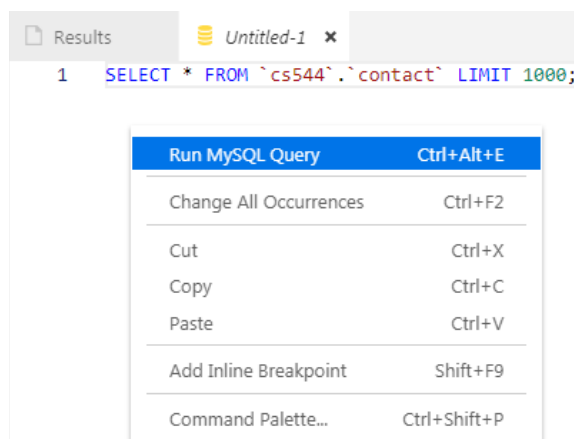 Results Untitled-1 ×
1 SELECT * FROM `cs544`.`contact` LIMIT 1000;
Run MySQL Query Ctrl+Alt+E
Change All Occurrences Ctrl+F2
Cut Ctrl+X
Copy Ctrl+C
Paste Ctrl+V
Add Inline Breakpoint Shift+F9
Command Palette... Ctrl+Shift+P